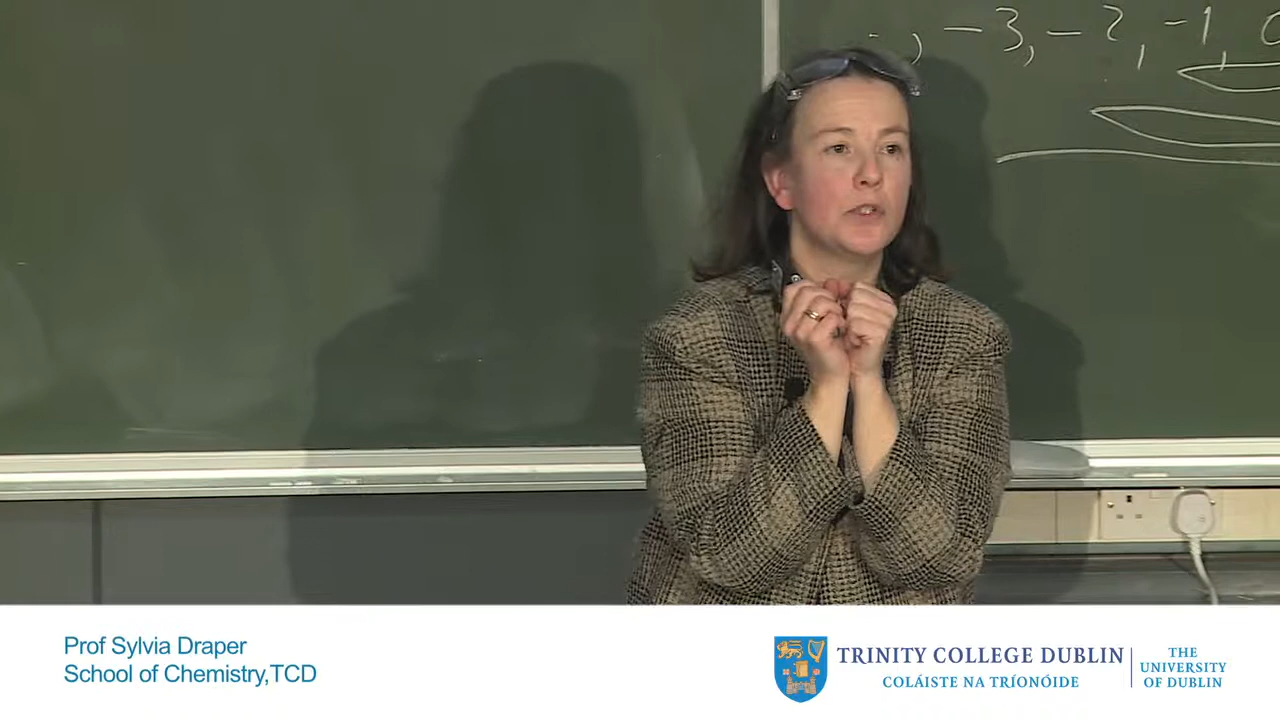 , -3, -2, -1, 0
Prof Sylvia Draper
School of Chemistry,TCD
TRINITY COLLEGE DUBLIN
COLÁISTE NA TRÍONÓIDE
THE
UNIVERSITY
OF DUBLIN